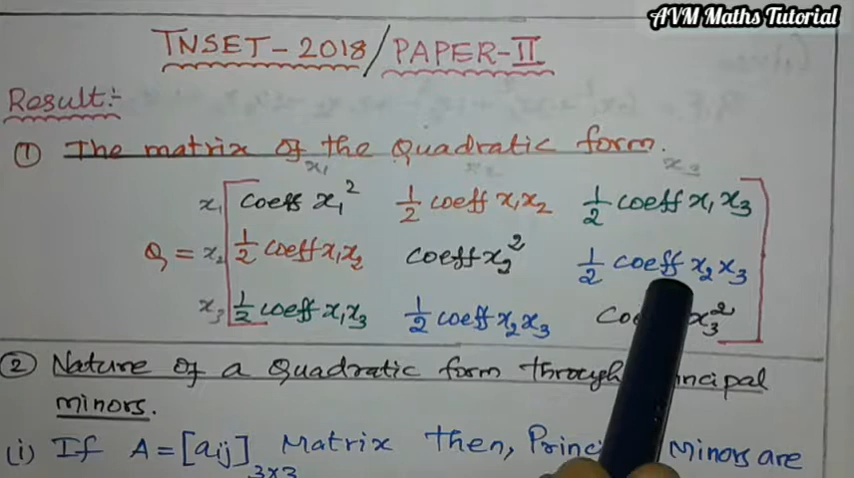 AVM Maths Tutorial
TNSET-2018/PAPER-II
Result:-
① The matrix of the Quadratic form.
x₁ x₂ x₃
x₁ coeff x₁² ½ coeff x₁x₂ ½ coeff x₁x₃
Q = x₂ ½ coeff x₁x₂ coeff x₂² ½ coeff x₂x₃
x₃ ½ coeff x₁x₃ ½ coeff x₂x₃ x₃²
② Nature of a Quadratic form through
minors.
(i) If A = [aij]₃ₓ₃ Matrix then, Minors are